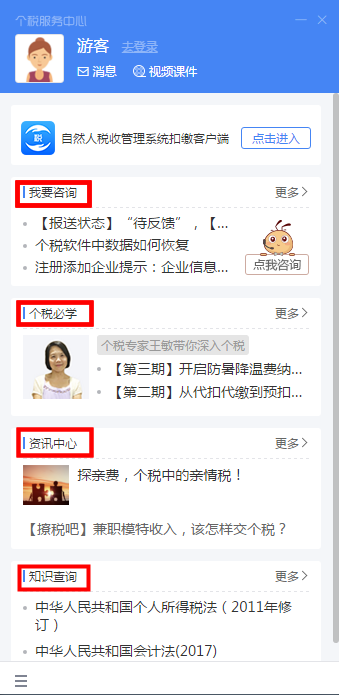 个税服务中心
游客 去登录
消息 视频课件
税 自然人税收管理系统扣缴客户端 点击进入
我要咨询 更多
【报送状态】“待反馈”，【...
个税软件中数据如何恢复
注册添加企业提示：企业信息...
点我咨询
个税必学 更多
个税专家王敏带你深入个税
【第三期】开启防暑降温费纳...
【第二期】从代扣代缴到预扣...
资讯中心 更多
探亲费，个税中的亲情税！
【撩税吧】兼职模特收入，该怎样交个税？
知识查询 更多
中华人民共和国个人所得税法（2011年修
订）
中华人民共和国会计法(2017)